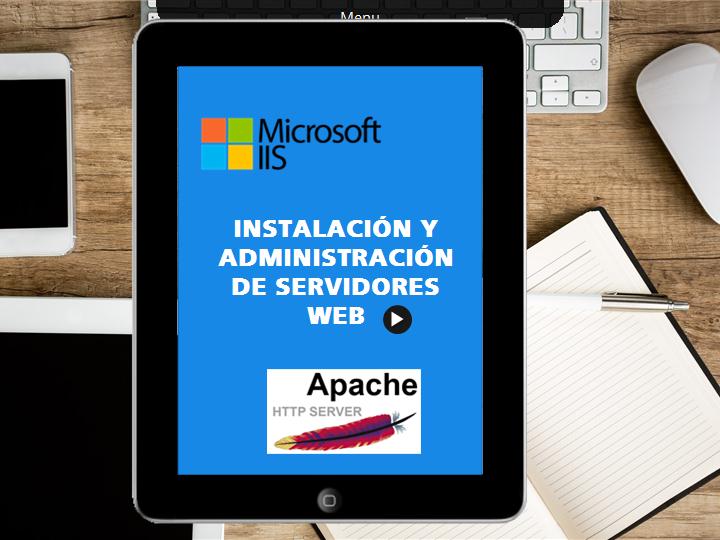 Menu
Microsoft
IIS
INSTALACIÓN Y
ADMINISTRACIÓN
DE SERVIDORES
WEB
Apache
HTTP SERVER